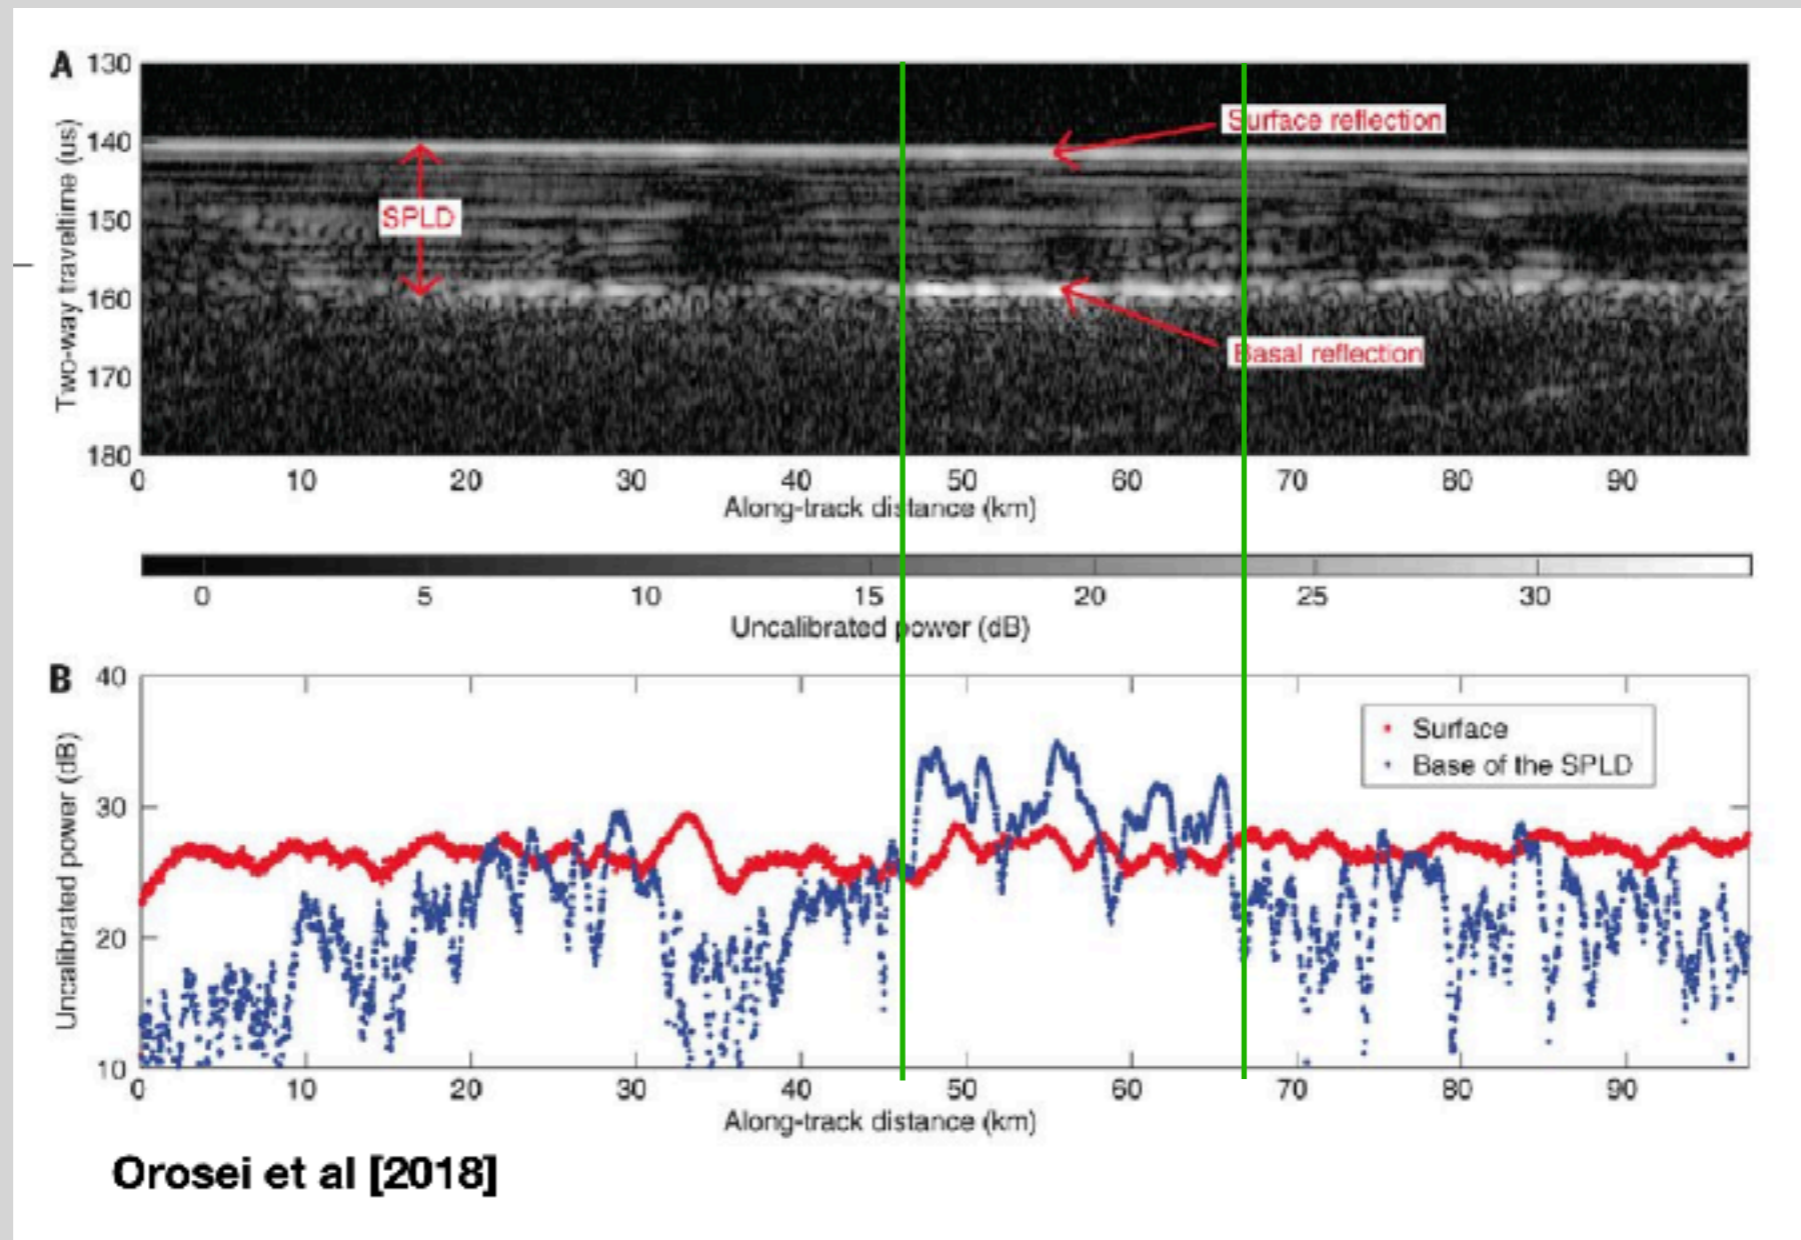 A
130
140
150
160
170
180
Two-way traveltime (us)
SPLD
Surface reflection
Basal reflection
0 10 20 30 40 50 60 70 80 90
Along-track distance (km)
0 5 10 15 20 25 30
Uncalibrated power (dB)
B
40
30
20
10
Uncalibrated power (dB)
Surface
Base of the SPLD
0 10 20 30 40 50 60 70 80 90
Along-track distance (km)
Orosei et al [2018]